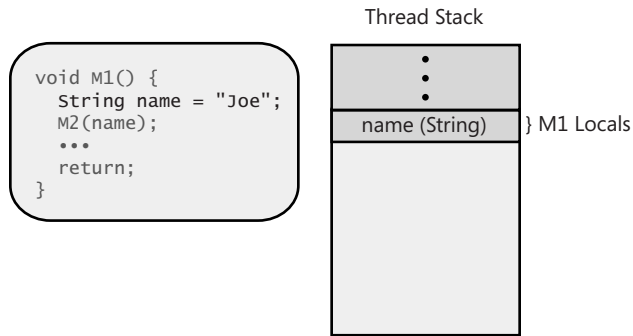 Thread Stack
void M1() {
String name = "Joe";
M2(name);
•••
return;
}
name (String)
} M1 Locals